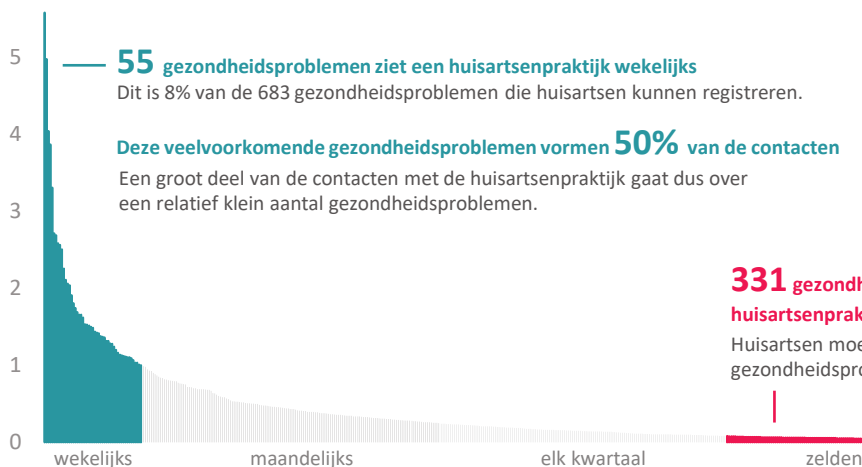 5
55 gezondheidsproblemen ziet een huisartsenpraktijk wekelijks
Dit is 8% van de 683 gezondheidsproblemen die huisartsen kunnen registreren.
4
Deze veelvoorkomende gezondheidsproblemen vormen 50% van de contacten
Een groot deel van de contacten met de huisartsenpraktijk gaat dus over
een relatief klein aantal gezondheidsproblemen.
3
2
331
1
0
wekelijks
maandelijks
elk kwartaal
zelden